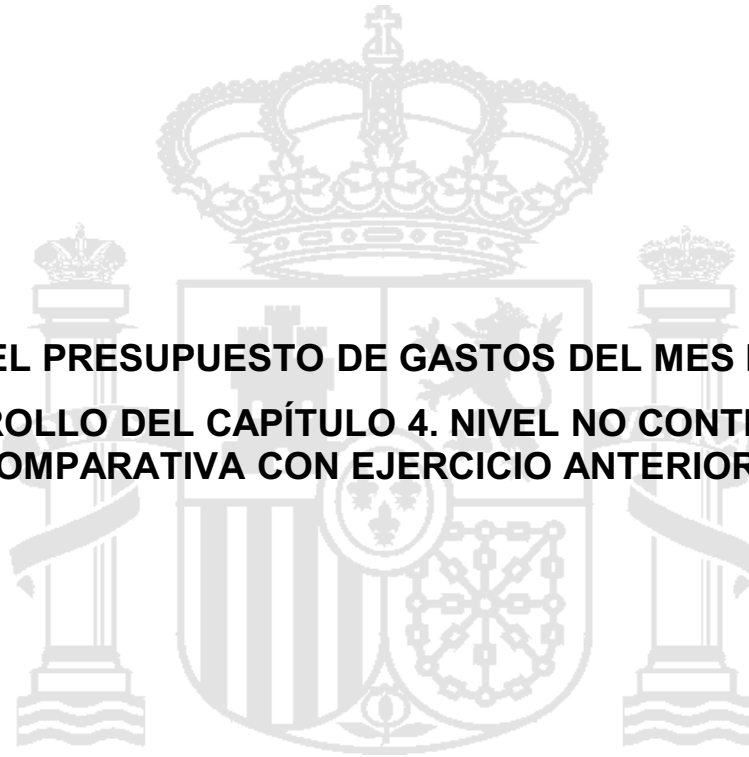 EL PRESUPUESTO DE GASTOS DEL MES
ROLLO DEL CAPÍTULO 4. NIVEL NO CONT
OMPARATIVA CON EJERCICIO ANTERIOR